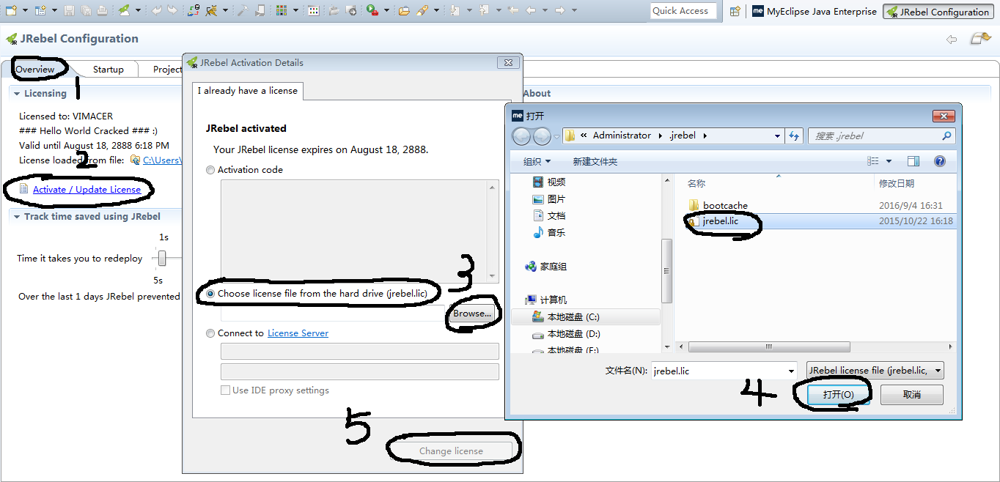 Quick Access
me MyEclipse Java Enterprise
JRebel Configuration
JRebel Configuration
Overview
Startup
Project
1
Licensing
Licensed to: VIMACER
### Hello World Cracked ### :)
Valid until August 18, 2888 6:18 PM
License loaded from file: C:\Users\
2
Activate / Update License
Track time saved using JRebel
1s
Time it takes you to redeploy
5s
Over the last 1 days JRebel prevented
JRebel Activation Details
I already have a license
JRebel activated
Your JRebel license expires on August 18, 2888.
Activation code
3
Choose license file from the hard drive (jrebel.lic)
Browse...
Connect to License Server
Use IDE proxy settings
5
Change license
About
me 打开
« Administrator .jrebel
搜索 .jrebel
组织
新建文件夹
视频
图片
文档
音乐
家庭组
计算机
本地磁盘 (C:)
本地磁盘 (D:)
本地磁盘 (E:)
名称
修改日期
bootcache
2016/9/4 16:31
jrebel.lic
2015/10/22 16:18
文件名(N):
jrebel.lic
JRebel license file (jrebel.lic,
4
打开(O)
取消